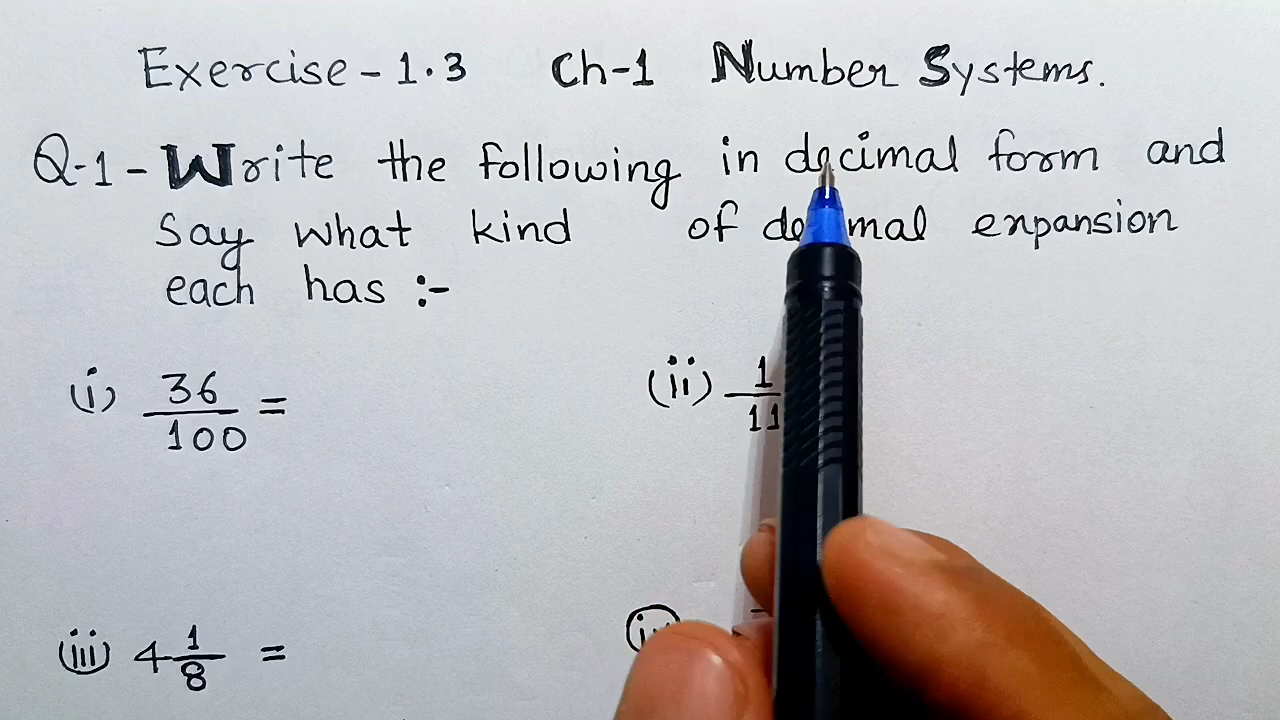 Exercise - 1.3 Ch-1 Number Systems.
Q-1 - Write the following in decimal form and
Say what kind of mal expansion
each has :-
(i) 36/100 =
(ii) 1/11
(iii) 4 1/8 =